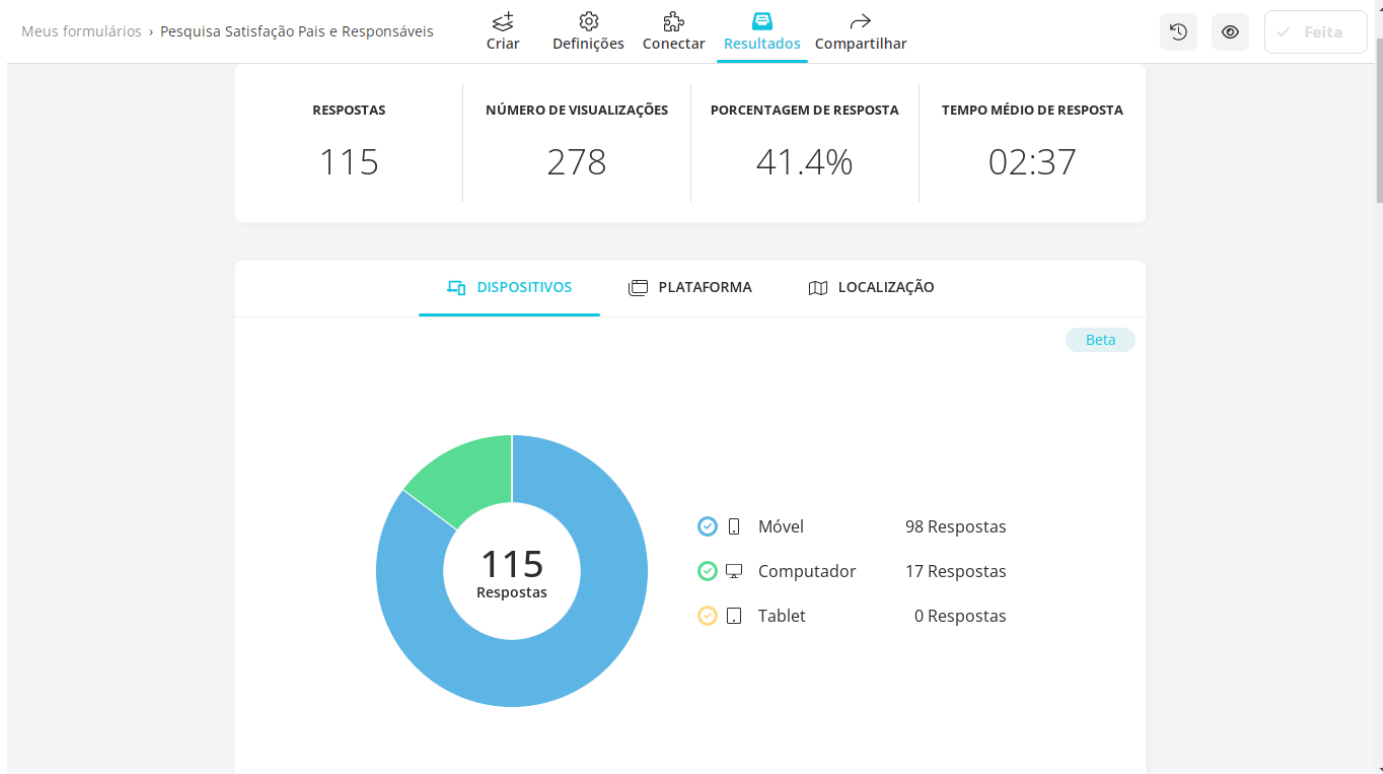 Meus formulários › Pesquisa Satisfação Pais e Responsáveis
Criar
Definições
Conectar
Resultados
Compartilhar
Feita
RESPOSTAS
115
NÚMERO DE VISUALIZAÇÕES
278
PORCENTAGEM DE RESPOSTA
41.4%
TEMPO MÉDIO DE RESPOSTA
02:37
DISPOSITIVOS
PLATAFORMA
LOCALIZAÇÃO
Beta
115
Respostas
Móvel 98 Respostas
Computador 17 Respostas
Tablet 0 Respostas